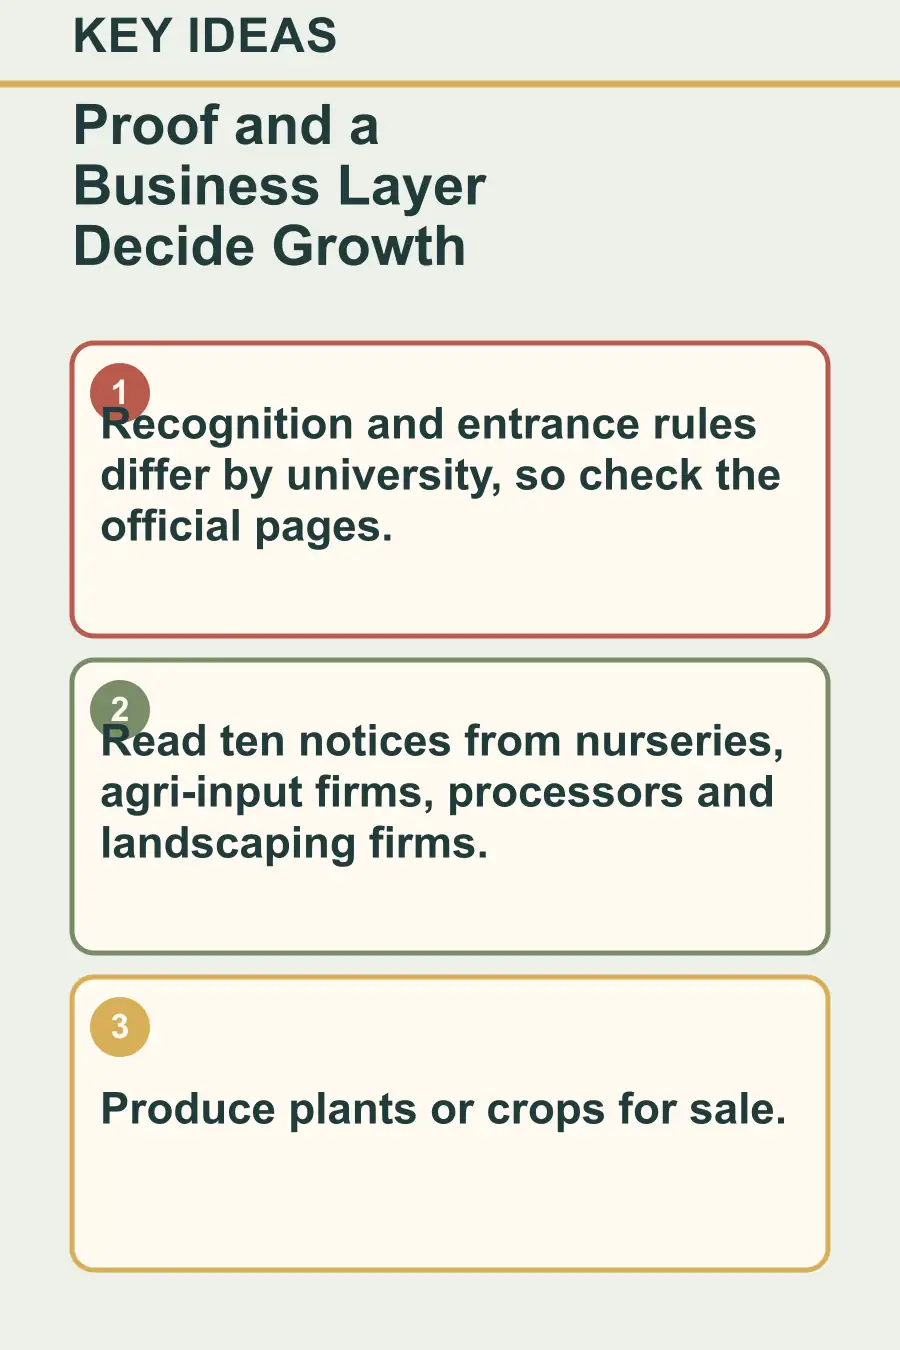 KEY IDEAS
Proof and a
Business Layer
Decide Growth
1
Recognition and entrance rules
differ by university, so check the
official pages.
2
Read ten notices from nurseries,
agri-input firms, processors and
landscaping firms.
3
Produce plants or crops for sale.